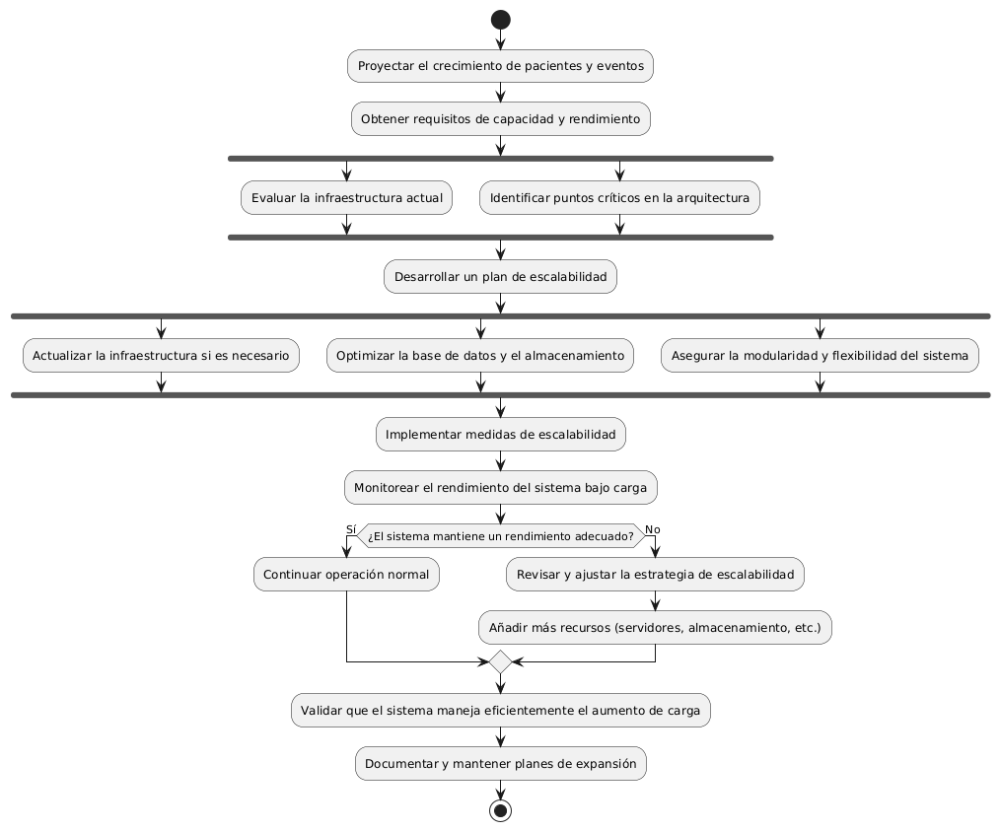 Proyectar el crecimiento de pacientes y eventos
Obtener requisitos de capacidad y rendimiento
Evaluar la infraestructura actual
Identificar puntos críticos en la arquitectura
Desarrollar un plan de escalabilidad
Actualizar la infraestructura si es necesario
Optimizar la base de datos y el almacenamiento
Asegurar la modularidad y flexibilidad del sistema
Implementar medidas de escalabilidad
Monitorear el rendimiento del sistema bajo carga
Sí
¿El sistema mantiene un rendimiento adecuado?
No
Continuar operación normal
Revisar y ajustar la estrategia de escalabilidad
Añadir más recursos (servidores, almacenamiento, etc.)
Validar que el sistema maneja eficientemente el aumento de carga
Documentar y mantener planes de expansión